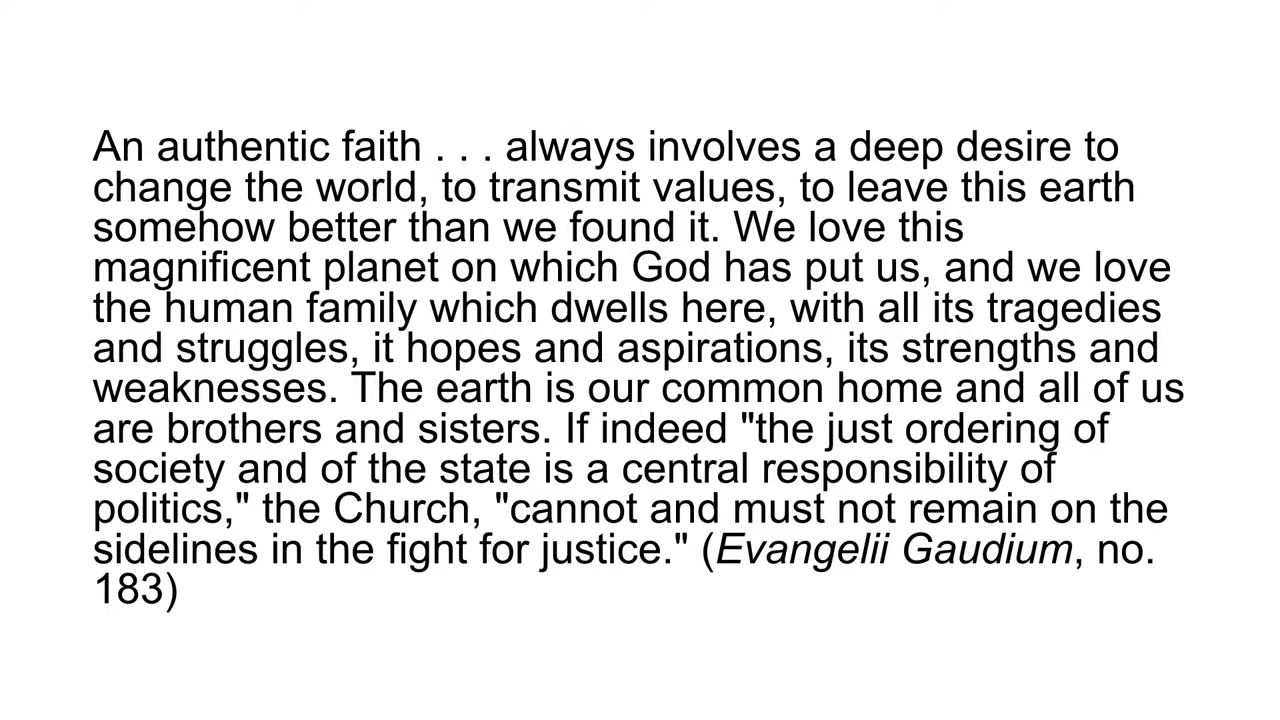 An authentic faith . . . always involves a deep desire to
change the world, to transmit values, to leave this earth
somehow better than we found it. We love this
magnificent planet on which God has put us, and we love
the human family which dwells here, with all its tragedies
and struggles, it hopes and aspirations, its strengths and
weaknesses. The earth is our common home and all of us
are brothers and sisters. If indeed "the just ordering of
society and of the state is a central responsibility of
politics," the Church, "cannot and must not remain on the
sidelines in the fight for justice." (Evangelii Gaudium, no.
183)